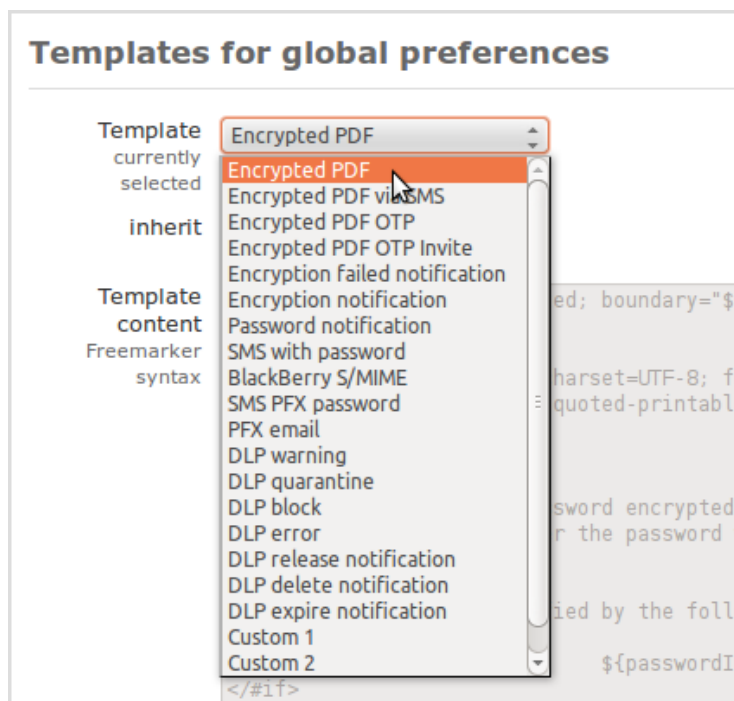 Templates for global preferences
Template
currently
selected
Encrypted PDF
Encrypted PDF
Encrypted PDF via SMS
Encrypted PDF OTP
inherit
Encrypted PDF OTP Invite
Encryption failed notification
Template
content
Freemarker
syntax
Encryption notification
ed; boundary="$
Password notification
SMS with password
BlackBerry S/MIME
harset=UTF-8; f
SMS PFX password
quoted-printabl
PFX email
DLP warning
DLP quarantine
DLP block
sword encrypted
DLP error
r the password
DLP release notification
DLP delete notification
DLP expire notification
ied by the foll
Custom 1
Custom 2
${passwordI
</#if>